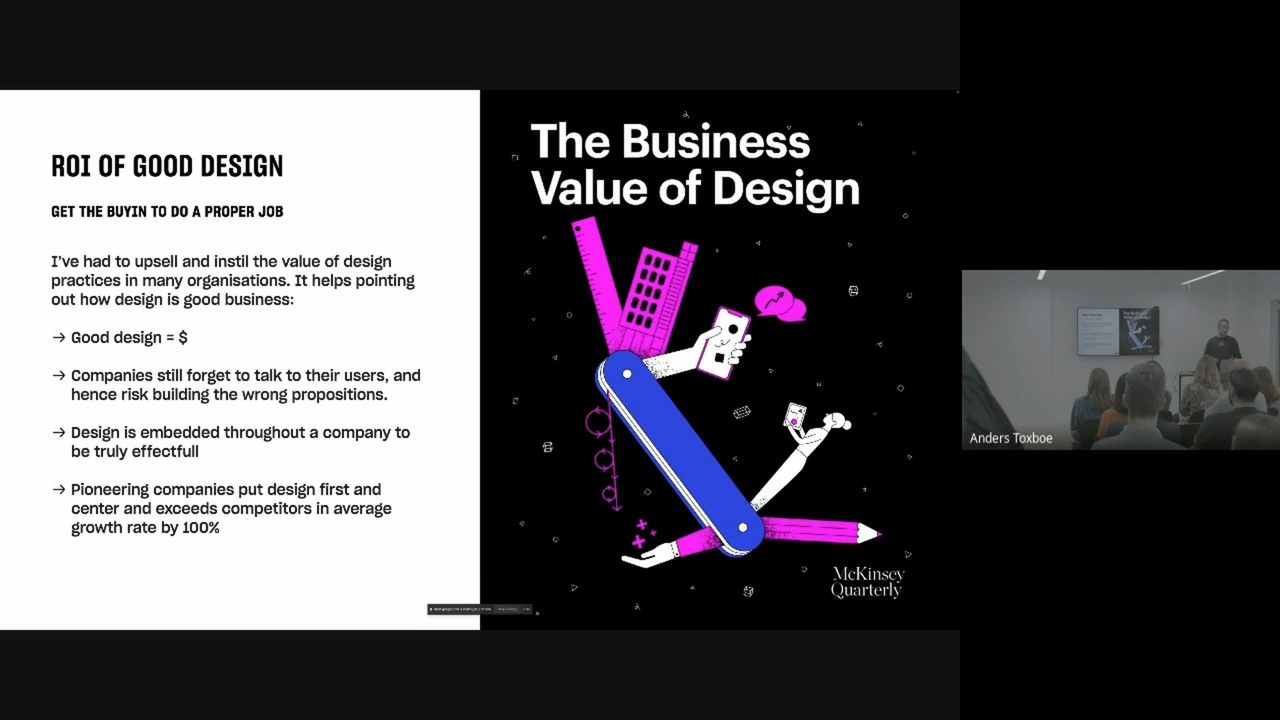 ROI OF GOOD DESIGN
GET THE BUYIN TO DO A PROPER JOB
I've had to upsell and instil the value of design
practices in many organisations. It helps pointing
out how design is good business:
→ Good design = $
→ Companies still forget to talk to their users, and
hence risk building the wrong propositions.
→ Design is embedded throughout a company to
be truly effectfull
→ Pioneering companies put design first and
center and exceeds competitors in average
growth rate by 100%
The Business
Value of Design
McKinsey
Quarterly
Anders Toxboe